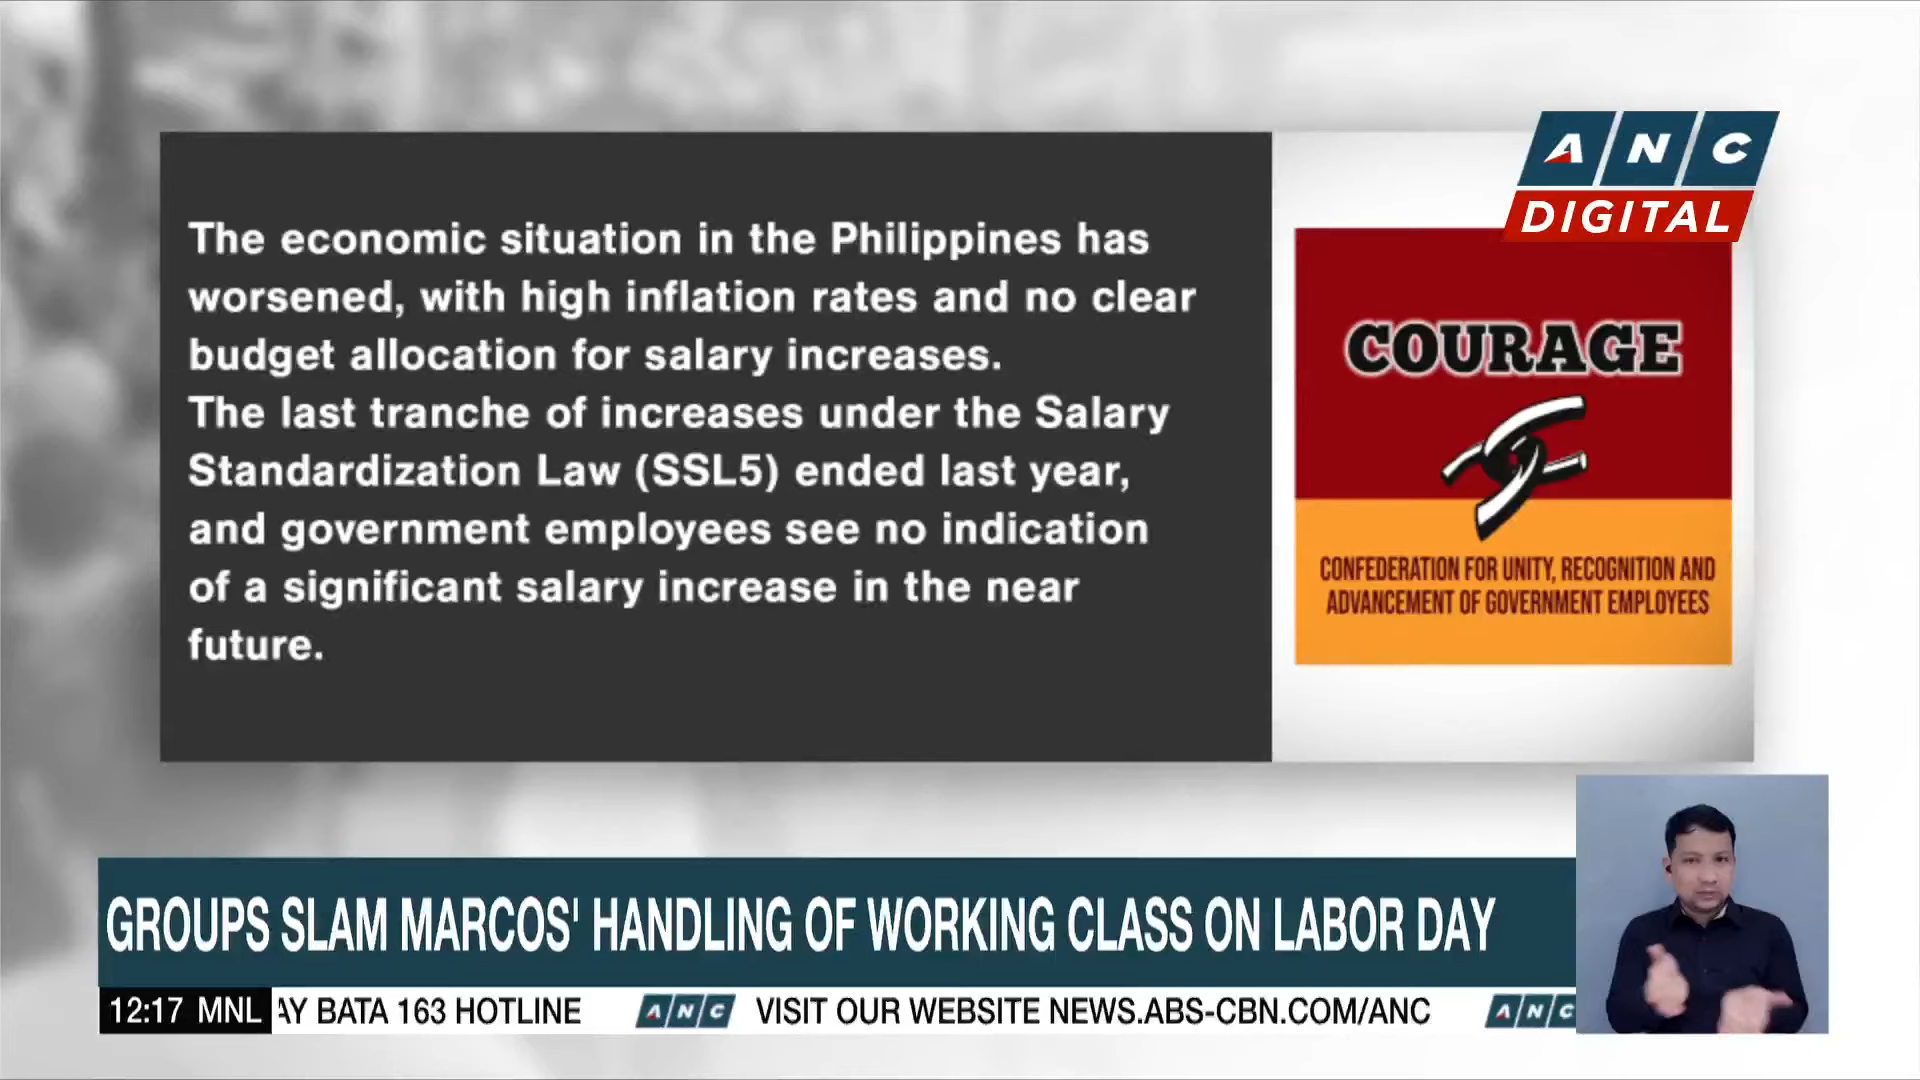 ANC
DIGITAL
The economic situation in the Philippines has
worsened, with high inflation rates and no clear
budget allocation for salary increases.
The last tranche of increases under the Salary
Standardization Law (SSL5) ended last year,
and government employees see no indication
of a significant salary increase in the near
future.
COURAGE
CONFEDERATION FOR UNITY, RECOGNITION AND
ADVANCEMENT OF GOVERNMENT EMPLOYEES
GROUPS SLAM MARCOS' HANDLING OF WORKING CLASS ON LABOR DAY
12:17 MNL AY BATA 163 HOTLINE ANC VISIT OUR WEBSITE NEWS.ABS-CBN.COM/ANC ANC